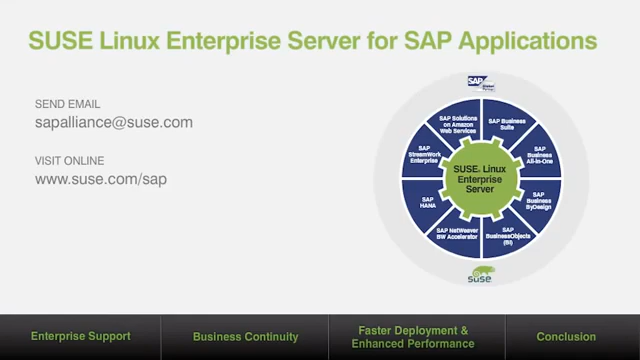 SUSE Linux Enterprise Server for SAP Applications
SEND EMAIL
sapalliance@suse.com
VISIT ONLINE
www.suse.com/sap
SAP
SAP Solutions
on Amazon
Web Services
SAP Business
Suite
SAP
StreamWork
Enterprise
SAP
Business
All-in-One
SUSE® Linux
Enterprise
Server
SAP
HANA
SAP
Business
ByDesign
SAP NetWeaver
BW Accelerator
SAP
BusinessObjects
(BI)
SUSE
Enterprise Support
Business Continuity
Faster Deployment &
Enhanced Performance
Conclusion